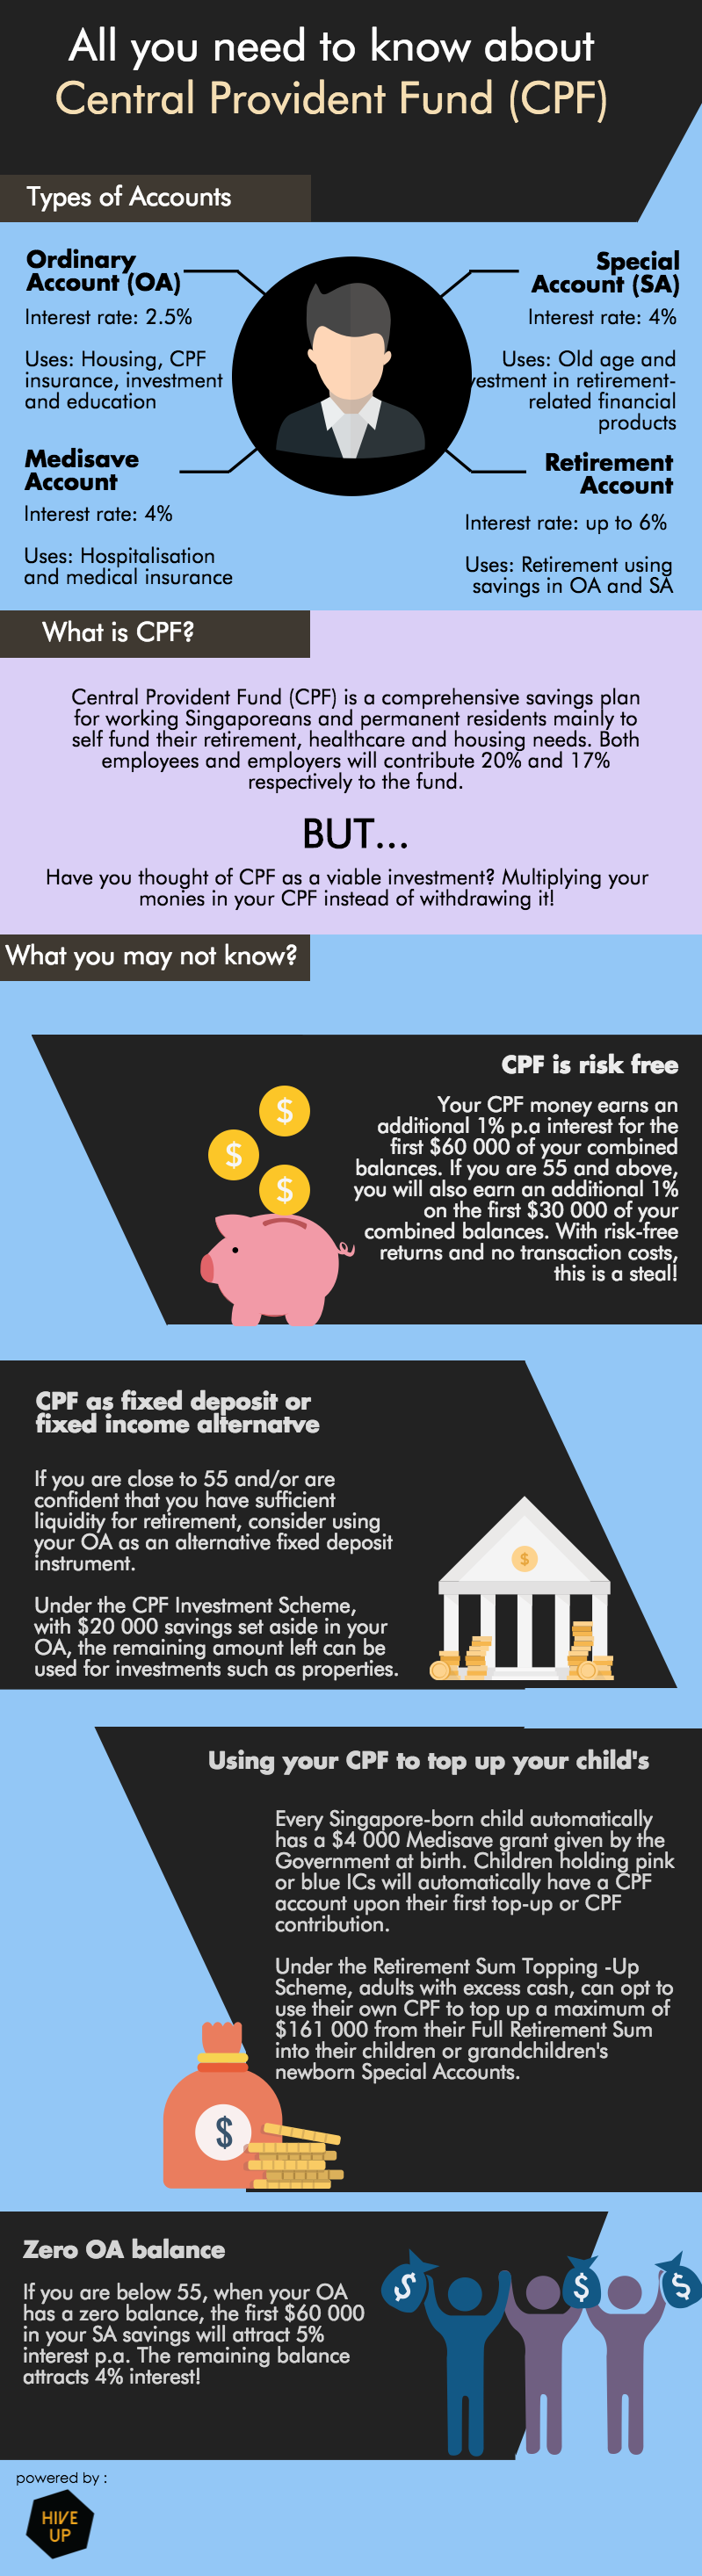 All you need to know about
Central Provident Fund (CPF)
Types of Accounts
Ordinary
Account (OA)
Interest rate: 2.5%
Uses: Housing, CPF
insurance, investment
and education
Special
Account (SA)
Interest rate: 4%
Uses: Old age and
vestment in retirement-
related financial
products
Medisave
Account
Interest rate: 4%
Uses: Hospitalisation
and medical insurance
Retirement
Account
Interest rate: up to 6%
Uses: Retirement using
savings in OA and SA
What is CPF?
Central Provident Fund (CPF) is a comprehensive savings plan
for working Singaporeans and permanent residents mainly to
self fund their retirement, healthcare and housing needs. Both
employees and employers will contribute 20% and 17%
respectively to the fund.
BUT...
Have you thought of CPF as a viable investment? Multiplying your
monies in your CPF instead of withdrawing it!
What you may not know?
CPF is risk free
Your CPF money earns an
additional 1% p.a interest for the
first $60 000 of your combined
balances. If you are 55 and above,
you will also earn an additional 1%
on the first $30 000 of your
combined balances. With risk-free
returns and no transaction costs,
this is a steal!
$
$
$
CPF as fixed deposit or
fixed income alternatve
If you are close to 55 and/or are
confident that you have sufficient
liquidity for retirement, consider using
your OA as an alternative fixed deposit
instrument.
Under the CPF Investment Scheme,
with $20 000 savings set aside in your
OA, the remaining amount left can be
used for investments such as properties.
$
Using your CPF to top up your child's
Every Singapore-born child automatically
has a $4 000 Medisave grant given by the
Government at birth. Children holding pink
or blue ICs will automatically have a CPF
account upon their first top-up or CPF
contribution.
Under the Retirement Sum Topping -Up
Scheme, adults with excess cash, can opt to
use their own CPF to top up a maximum of
$161 000 from their Full Retirement Sum
into their children or grandchildren's
newborn Special Accounts.
$
Zero OA balance
If you are below 55, when your OA
has a zero balance, the first $60 000
in your SA savings will attract 5%
interest p.a. The remaining balance
attracts 4% interest!
$ $ $
powered by :
HIVE
UP